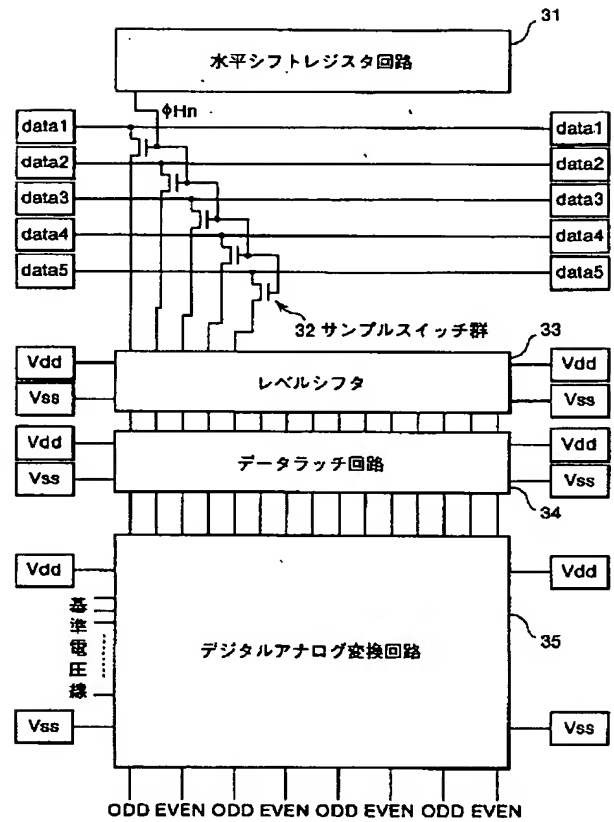 31
水平シフトレジスタ回路
φHn
data1 data1
data2 data2
data3 data3
data4 data4
data5 data5
32 サンプルスイッチ群
33
Vdd Vdd
レベルシフタ
Vss Vss
Vdd Vdd
データラッチ回路
Vss Vss
34
Vdd Vdd
基準電圧線
デジタルアナログ変換回路
35
Vss Vss
ODD EVEN ODD EVEN ODD EVEN ODD EVEN